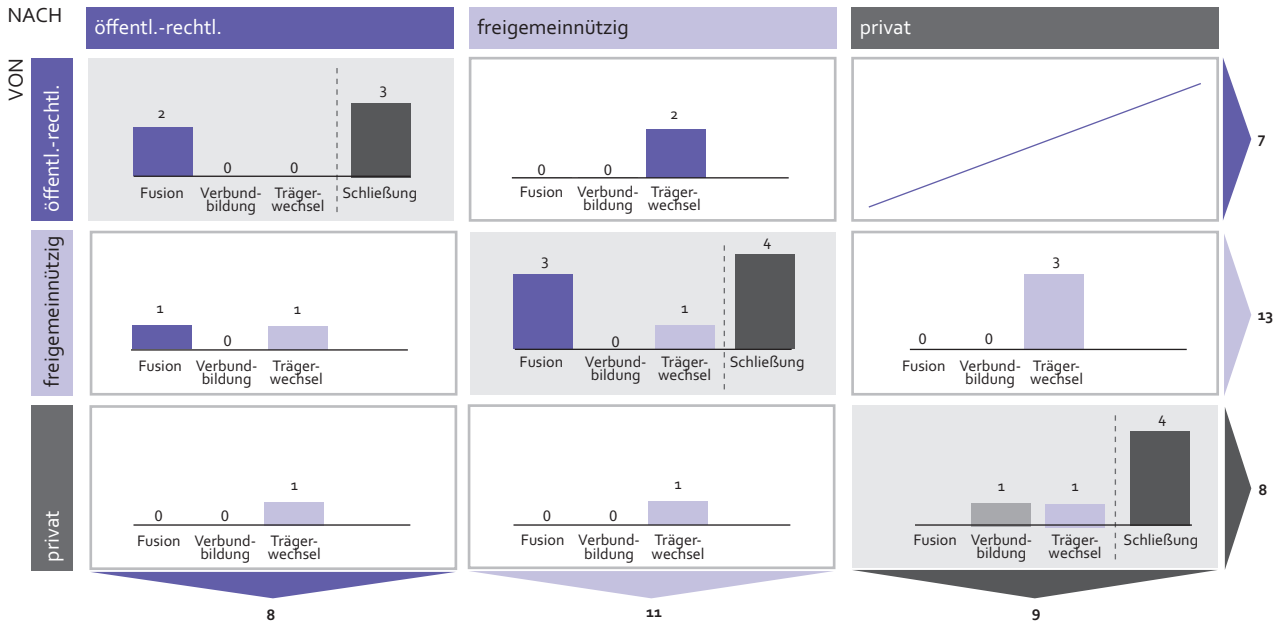 NACH
öffentl.-rechtl.
freigemeinnützig
privat
VON
öffentl.-rechtl.
2
0
0
3
Fusion
Verbund-
bildung
Träger-
wechsel
Schließung
0
0
2
Fusion
Verbund-
bildung
Träger-
wechsel
7
freigemeinnützig
1
0
1
Fusion
Verbund-
bildung
Träger-
wechsel
3
0
1
4
Fusion
Verbund-
bildung
Träger-
wechsel
Schließung
0
0
3
Fusion
Verbund-
bildung
Träger-
wechsel
13
privat
0
0
1
Fusion
Verbund-
bildung
Träger-
wechsel
0
0
1
Fusion
Verbund-
bildung
Träger-
wechsel
1
1
4
Fusion
Verbund-
bildung
Träger-
wechsel
Schließung
8
8
11
9